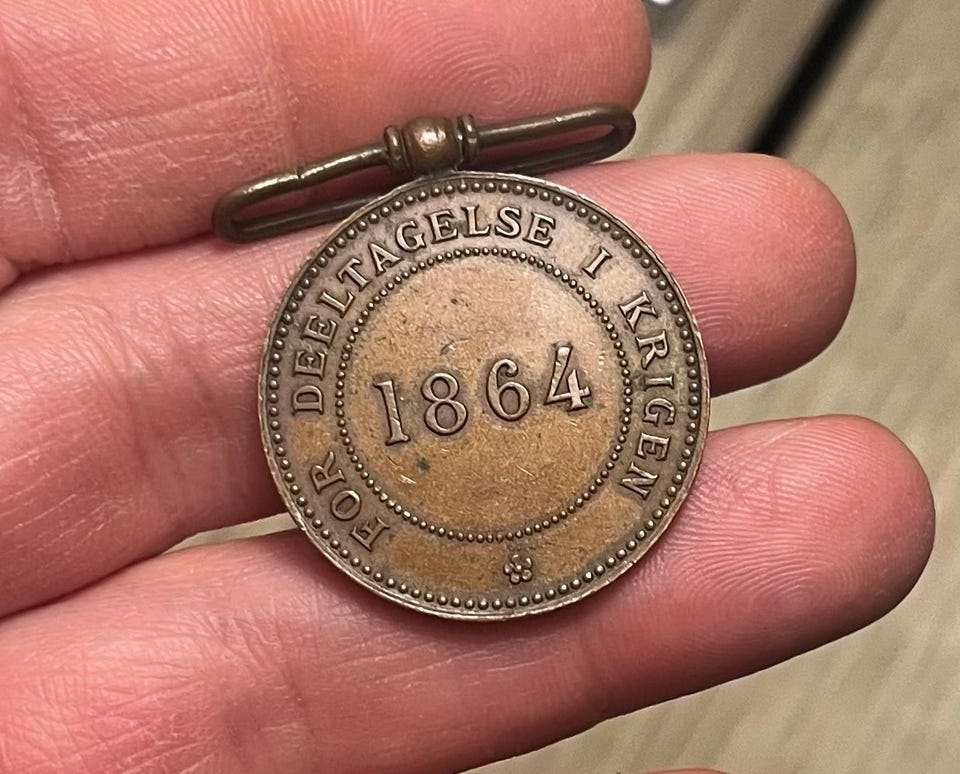 FOR DEELTAGELSE I KRIGEN
1864